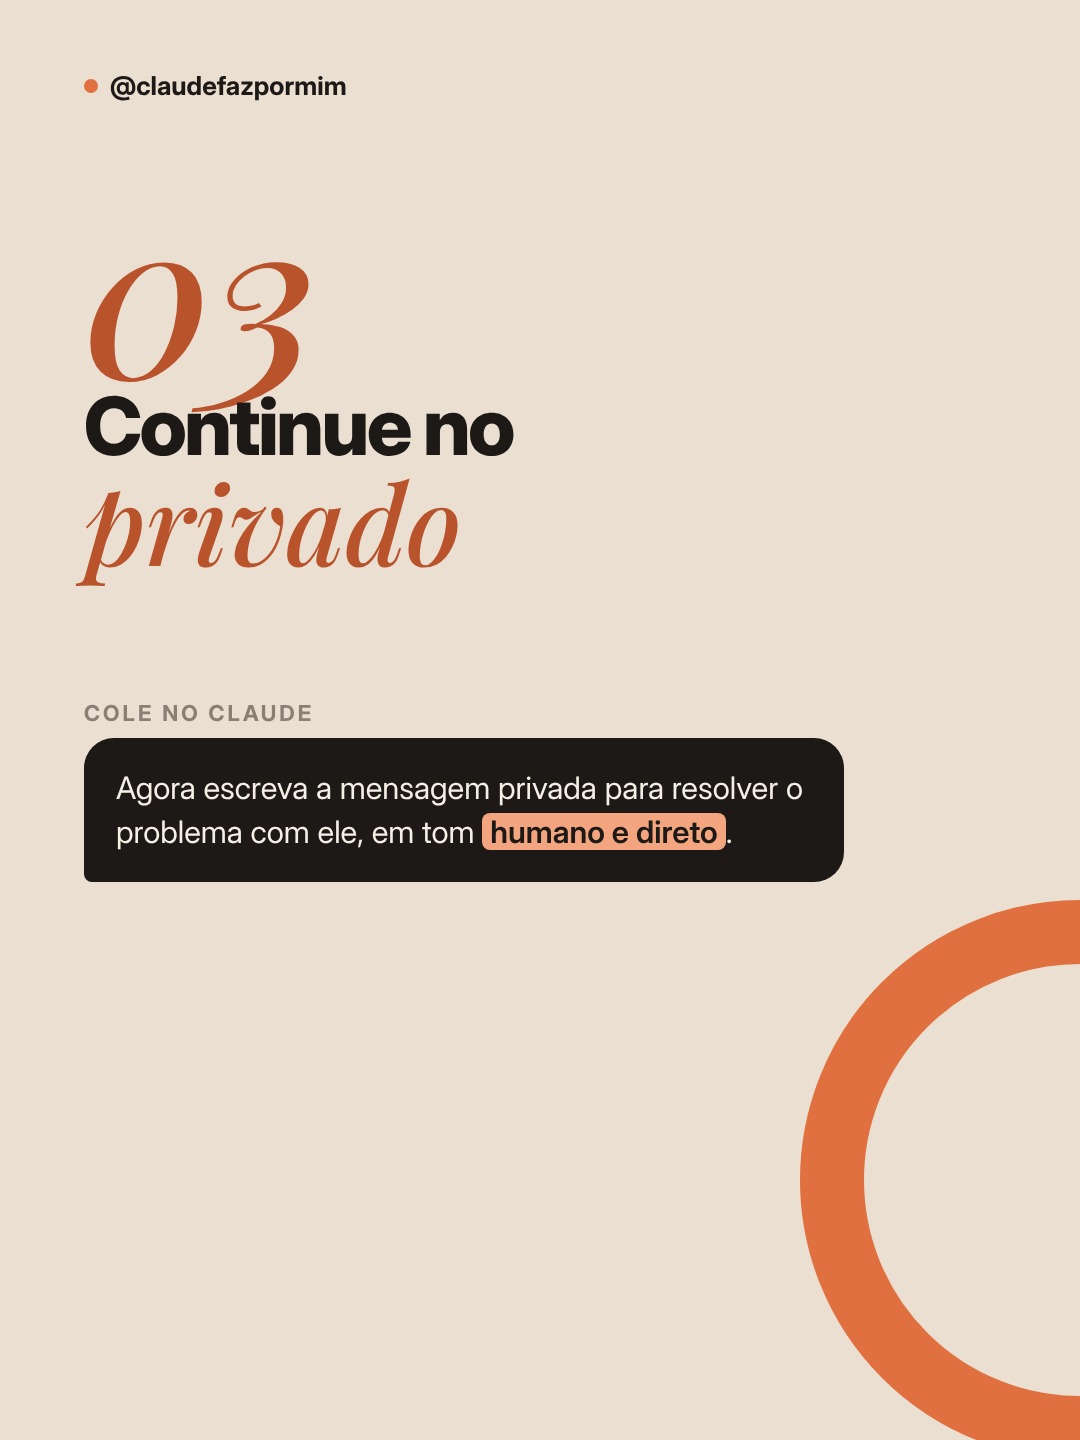 @claudefazpormim
03
Continue no
privado
COLE NO CLAUDE
Agora escreva a mensagem privada para resolver o
problema com ele, em tom humano e direto.